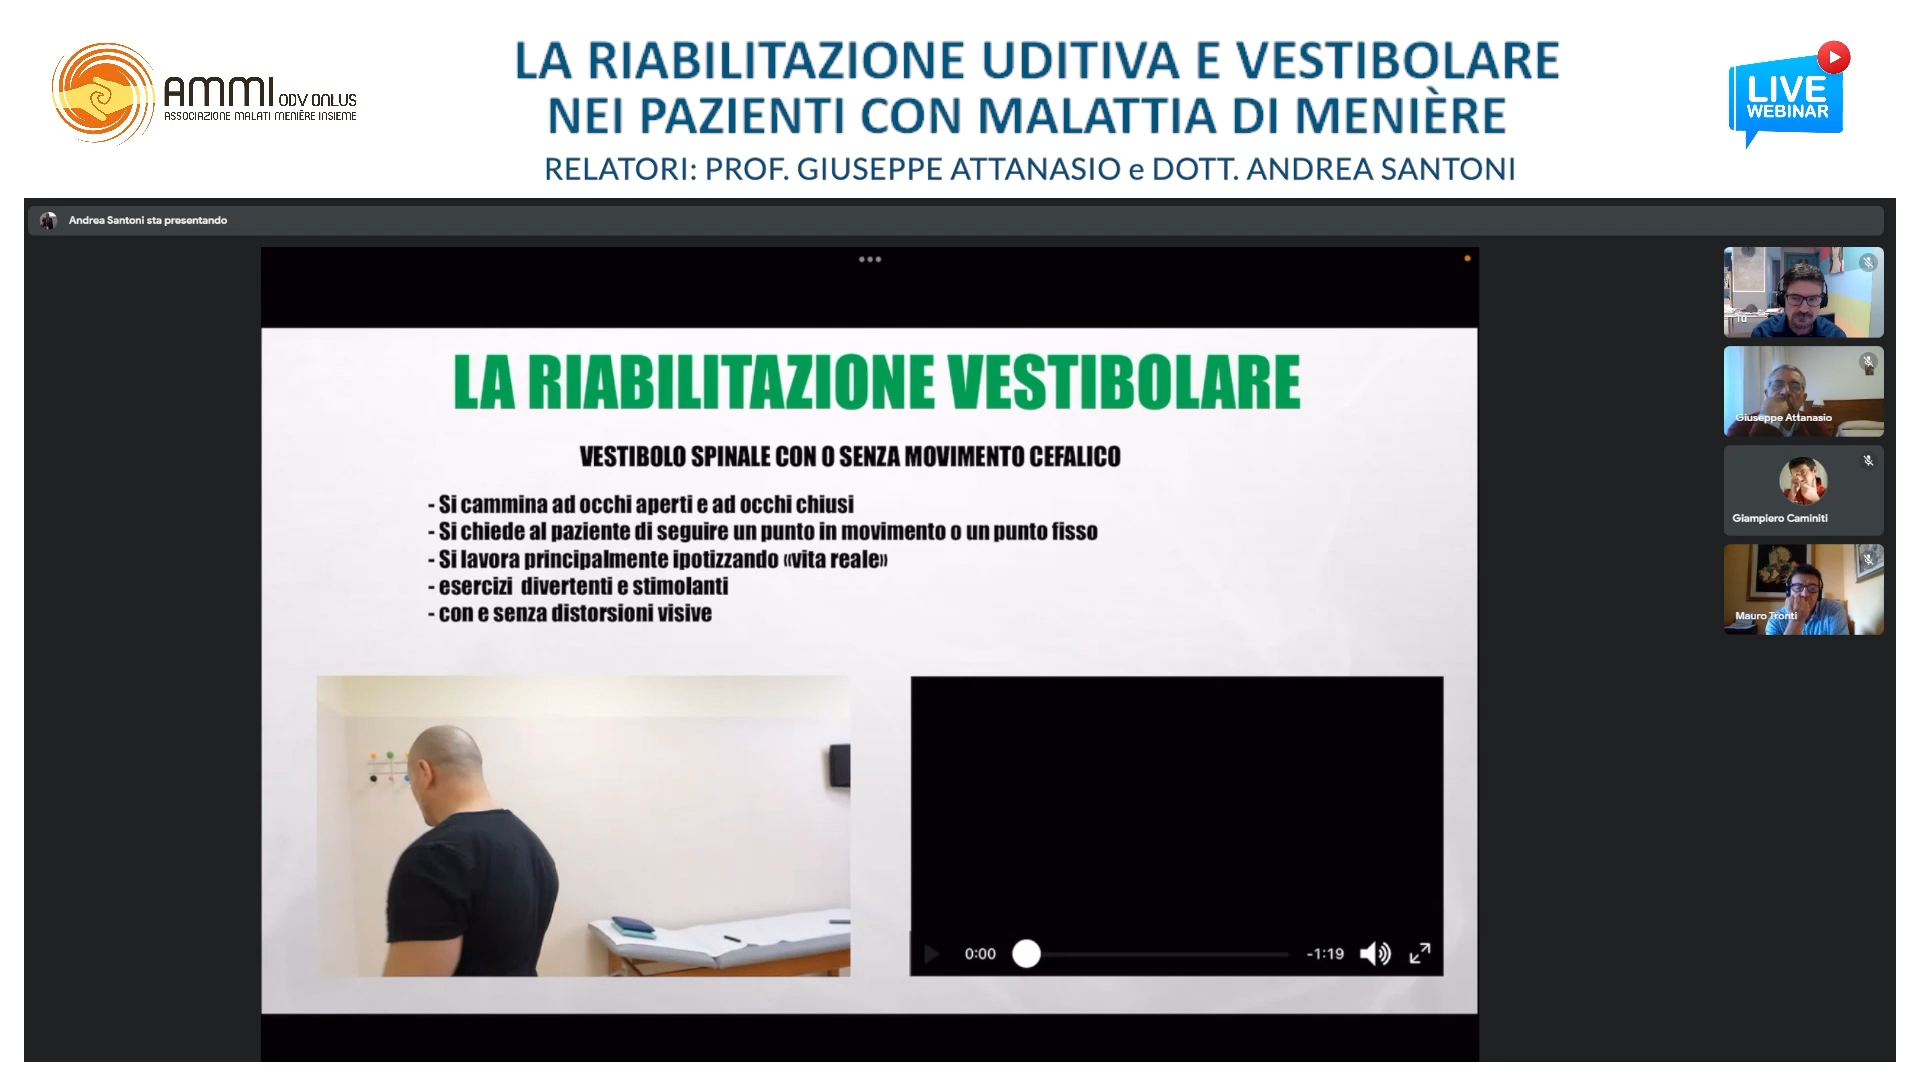 LA RIABILITAZIONE UDITIVA E VESTIBOLARE
NEI PAZIENTI CON MALATTIA DI MENIÈRE
RELATORI: PROF. GIUSEPPE ATTANASIO e DOTT. ANDREA SANTONI
AMMI ODV ONLUS
ASSOCIAZIONE MALATI MENIÈRE INSIEME
LIVE
WEBINAR
Andrea Santoni sta presentando
LA RIABILITAZIONE VESTIBOLARE
VESTIBOLO SPINALE CON O SENZA MOVIMENTO CEFALICO
- Si cammina ad occhi aperti e ad occhi chiusi
- Si chiede al paziente di seguire un punto in movimento o un punto fisso
- Si lavora principalmente ipotizzando «vita reale»
- esercizi divertenti e stimolanti
- con e senza distorsioni visive
0:00
-1:19
Tu
Giuseppe Attanasio
Giampiero Caminiti
Mauro Tronti